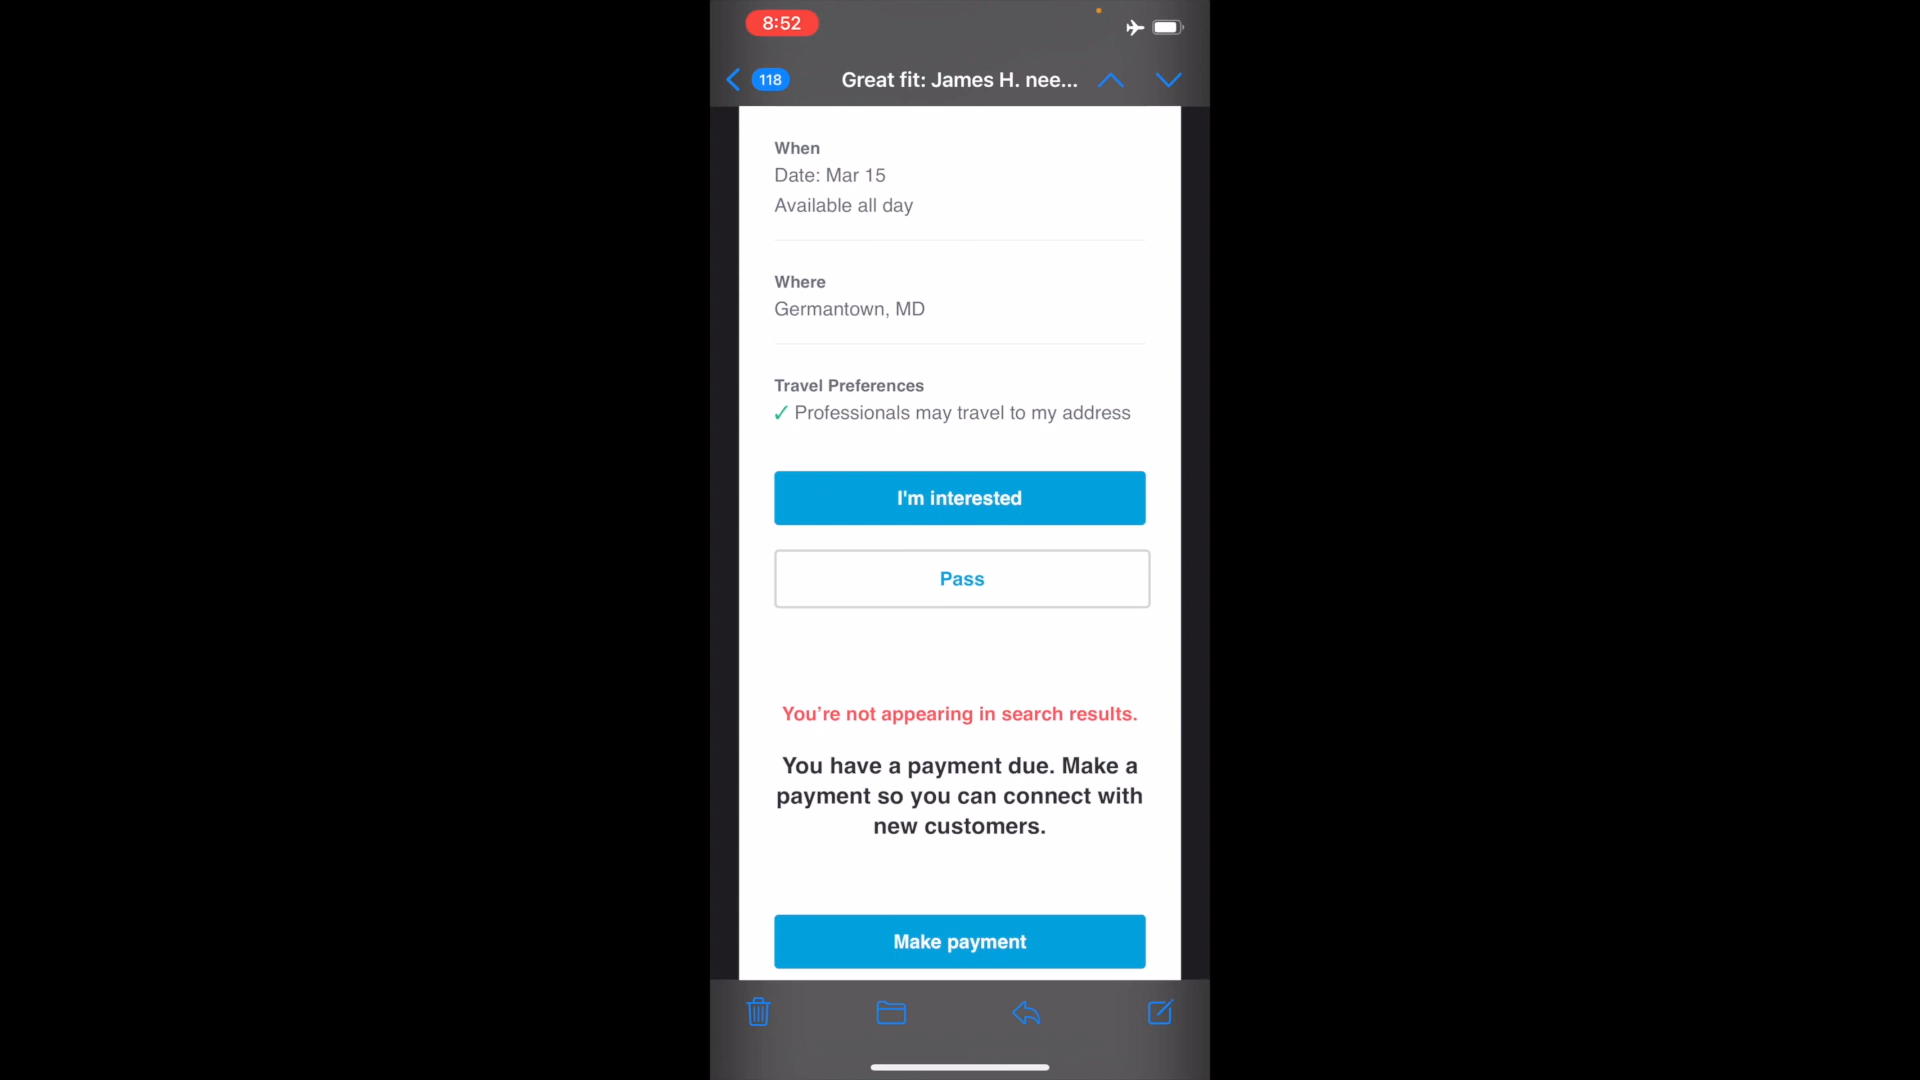 8:52
118
Great fit: James H. nee...
When
Date: Mar 15
Available all day
Where
Germantown, MD
Travel Preferences
✓ Professionals may travel to my address
I'm interested
Pass
You’re not appearing in search results.
You have a payment due. Make a
payment so you can connect with
new customers.
Make payment